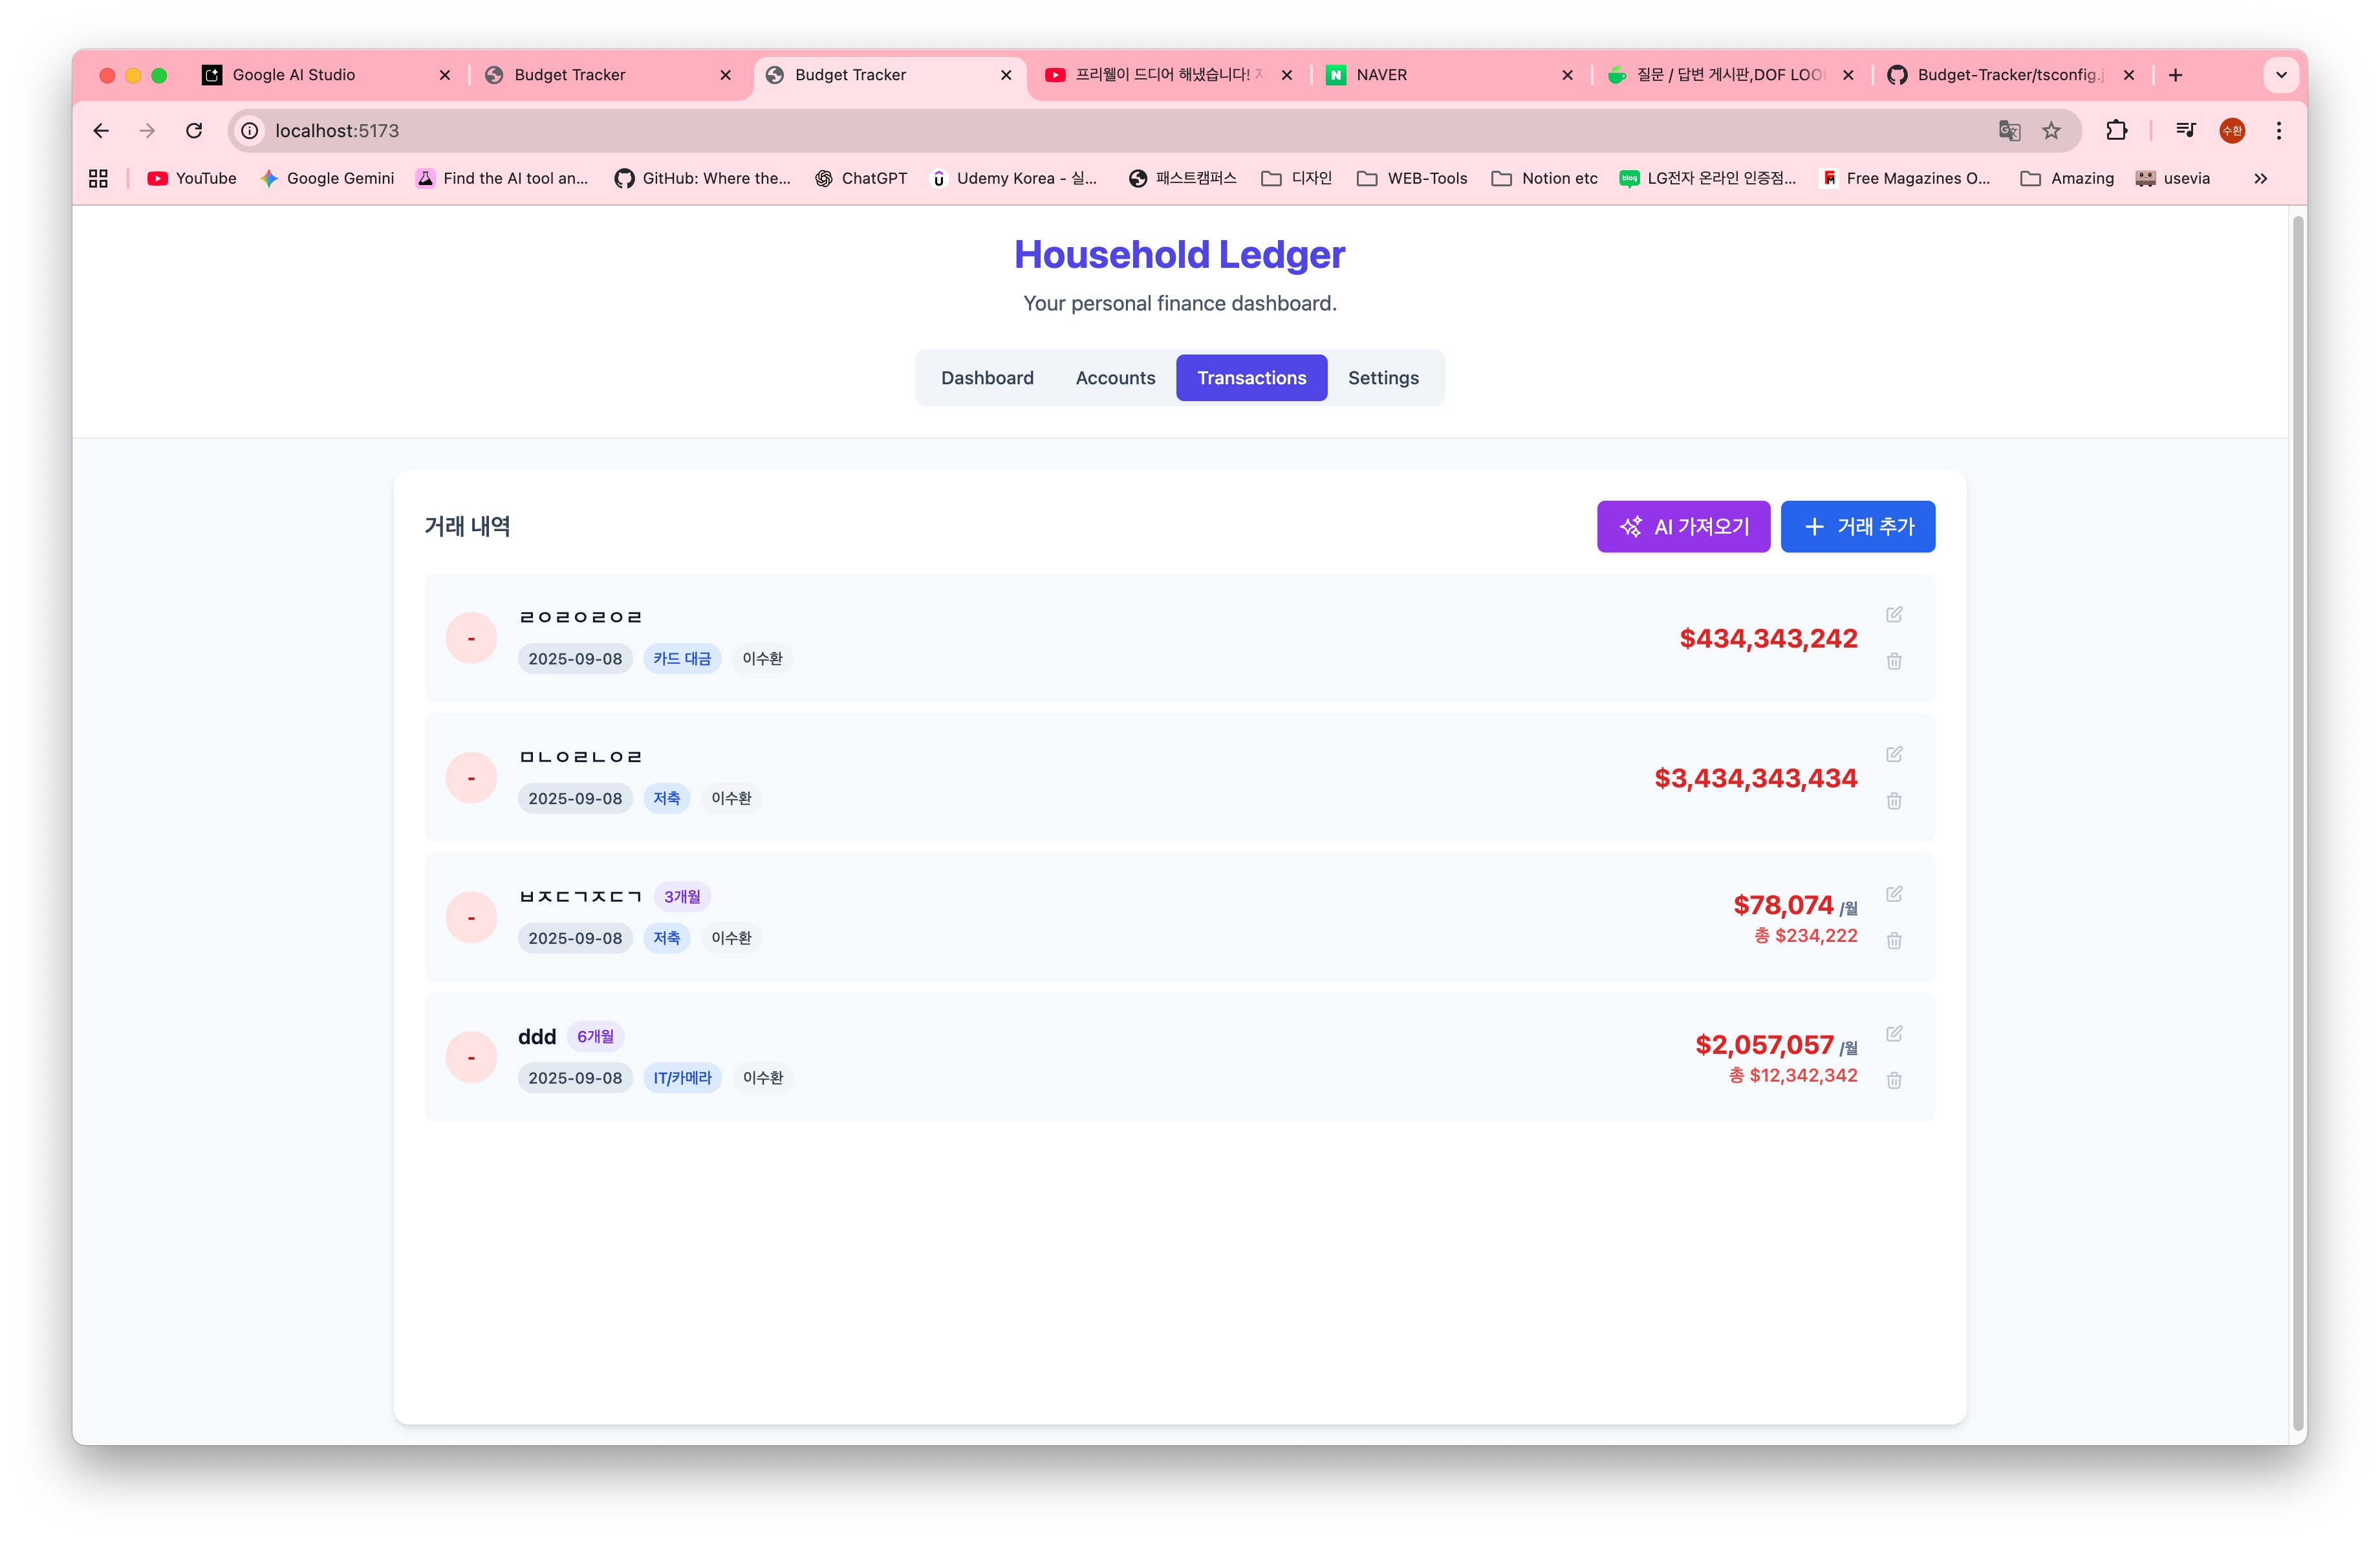 Google AI Studio
Budget Tracker
Budget Tracker
프리웰이 드디어 해냈습니다!
NAVER
질문 / 답변 게시판,DOF LOO
Budget-Tracker/tsconfig.j
localhost:5173
수환
YouTube
Google Gemini
Find the AI tool an...
GitHub: Where the...
ChatGPT
Udemy Korea - 실...
패스트캠퍼스
디자인
WEB-Tools
Notion etc
blog
LG전자 온라인 인증점...
Free Magazines O...
Amazing
usevia
Household Ledger
Your personal finance dashboard.
Dashboard Accounts Transactions Settings
거래 내역
AI 가져오기
+ 거래 추가
-
ㄹㅇㄹㅇㄹㅇㄹ
2025-09-08 카드 대금 이수환
$434,343,242
-
ㅁㄴㅇㄹㄴㅇㄹ
2025-09-08 저축 이수환
$3,434,343,434
-
ㅂㅈㄷㄱㅈㄷㄱ 3개월
2025-09-08 저축 이수환
$78,074 /월
총 $234,222
-
ddd 6개월
2025-09-08 IT/카메라 이수환
$2,057,057 /월
총 $12,342,342